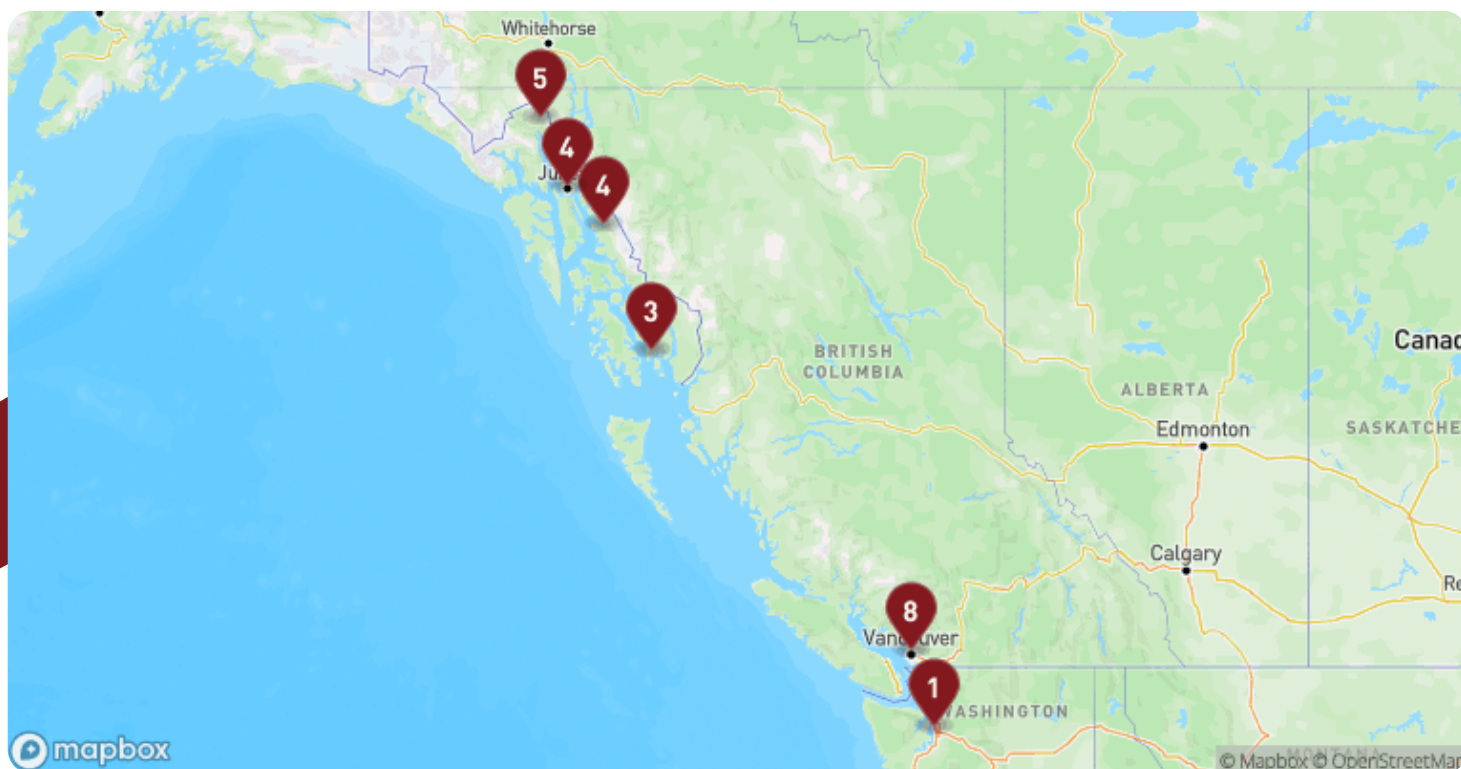 Whitehorse
5
4
4
3
BRITISH
COLUMBIA
Canad
ALBERTA
Edmonton
SASKATCHE
Calgary
Re
8
Vancouver
1
WASHINGTON
mapbox
© Mapbox © OpenStreetMap